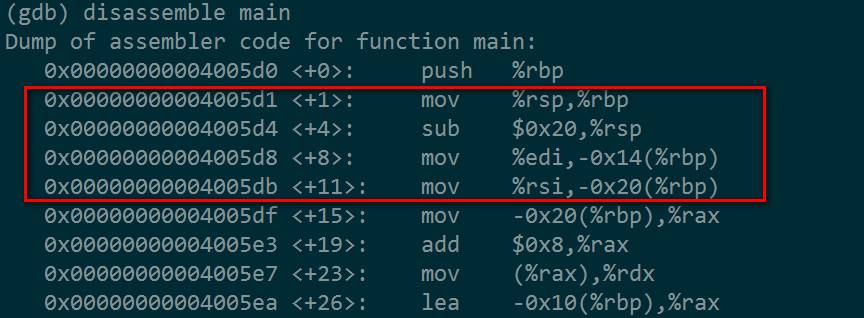 (gdb) disassemble main
Dump of assembler code for function main:
0x00000000004005d0 <+0>: push %rbp
0x00000000004005d1 <+1>: mov %rsp,%rbp
0x00000000004005d4 <+4>: sub $0x20,%rsp
0x00000000004005d8 <+8>: mov %edi,-0x14(%rbp)
0x00000000004005db <+11>: mov %rsi,-0x20(%rbp)
0x00000000004005df <+15>: mov -0x20(%rbp),%rax
0x00000000004005e3 <+19>: add $0x8,%rax
0x00000000004005e7 <+23>: mov (%rax),%rdx
0x00000000004005ea <+26>: lea -0x10(%rbp),%rax